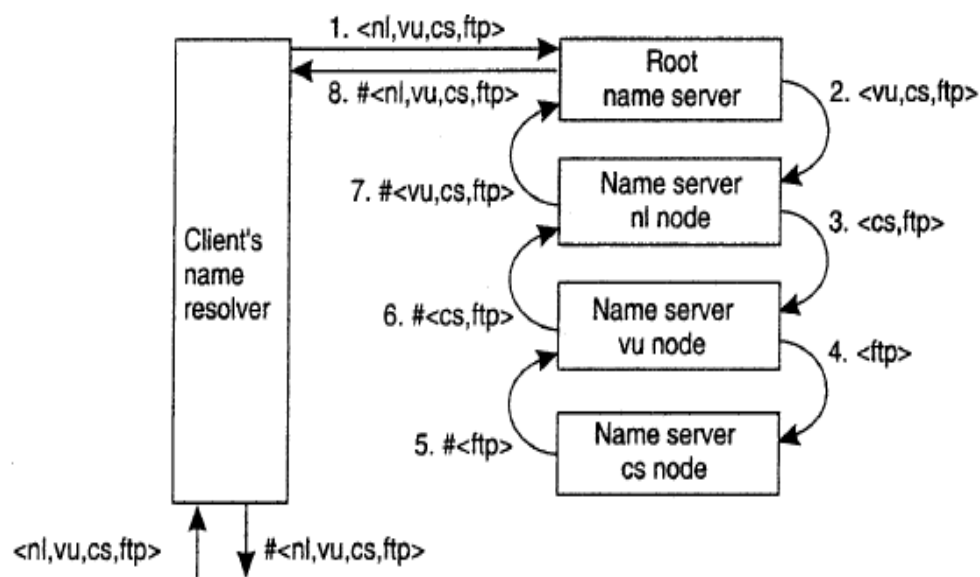 1. <nl,vu,cs,ftp>
Root
name server
8. #<nl,vu,cs,ftp>
2. <vu,cs,ftp>
Name server
nl node
7. #<vu,cs,ftp>
3. <cs,ftp>
Client's
name
resolver
Name server
vu node
6. #<cs,ftp>
4. <ftp>
Name server
cs node
5. #<ftp>
<nl,vu,cs,ftp>
#<nl,vu,cs,ftp>